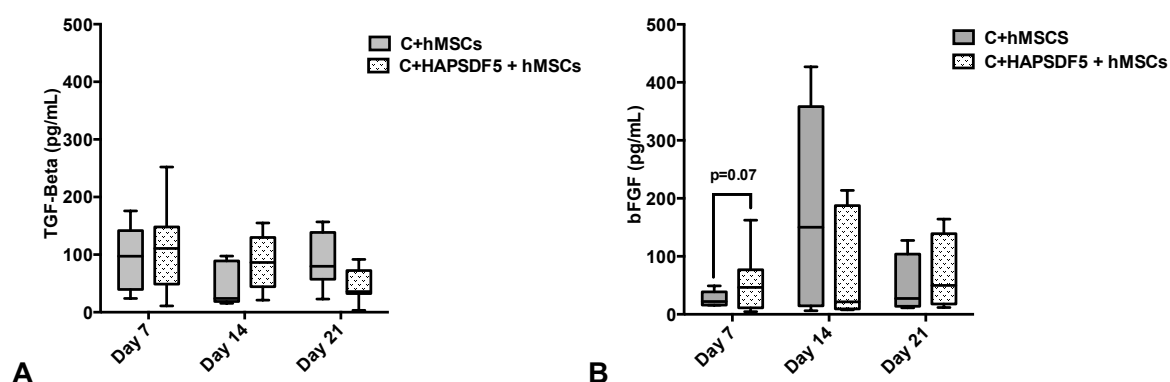 500
400
300
200
100
0
TGF-Beta (pg/mL)
C+hMSCs
C+HAPSDF5 + hMSCs
Day 7
Day 14
Day 21
A
500
400
300
200
100
0
bFGF (pg/mL)
C+hMSCS
C+HAPSDF5 + hMSCs
p=0.07
Day 7
Day 14
Day 21
B